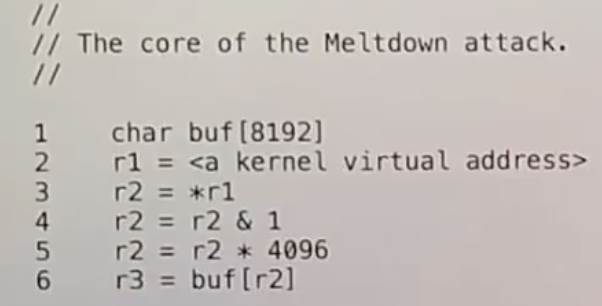 //
// The core of the Meltdown attack.
//
1 char buf[8192]
2 r1 = <a kernel virtual address>
3 r2 = *r1
4 r2 = r2 & 1
5 r2 = r2 * 4096
6 r3 = buf[r2]